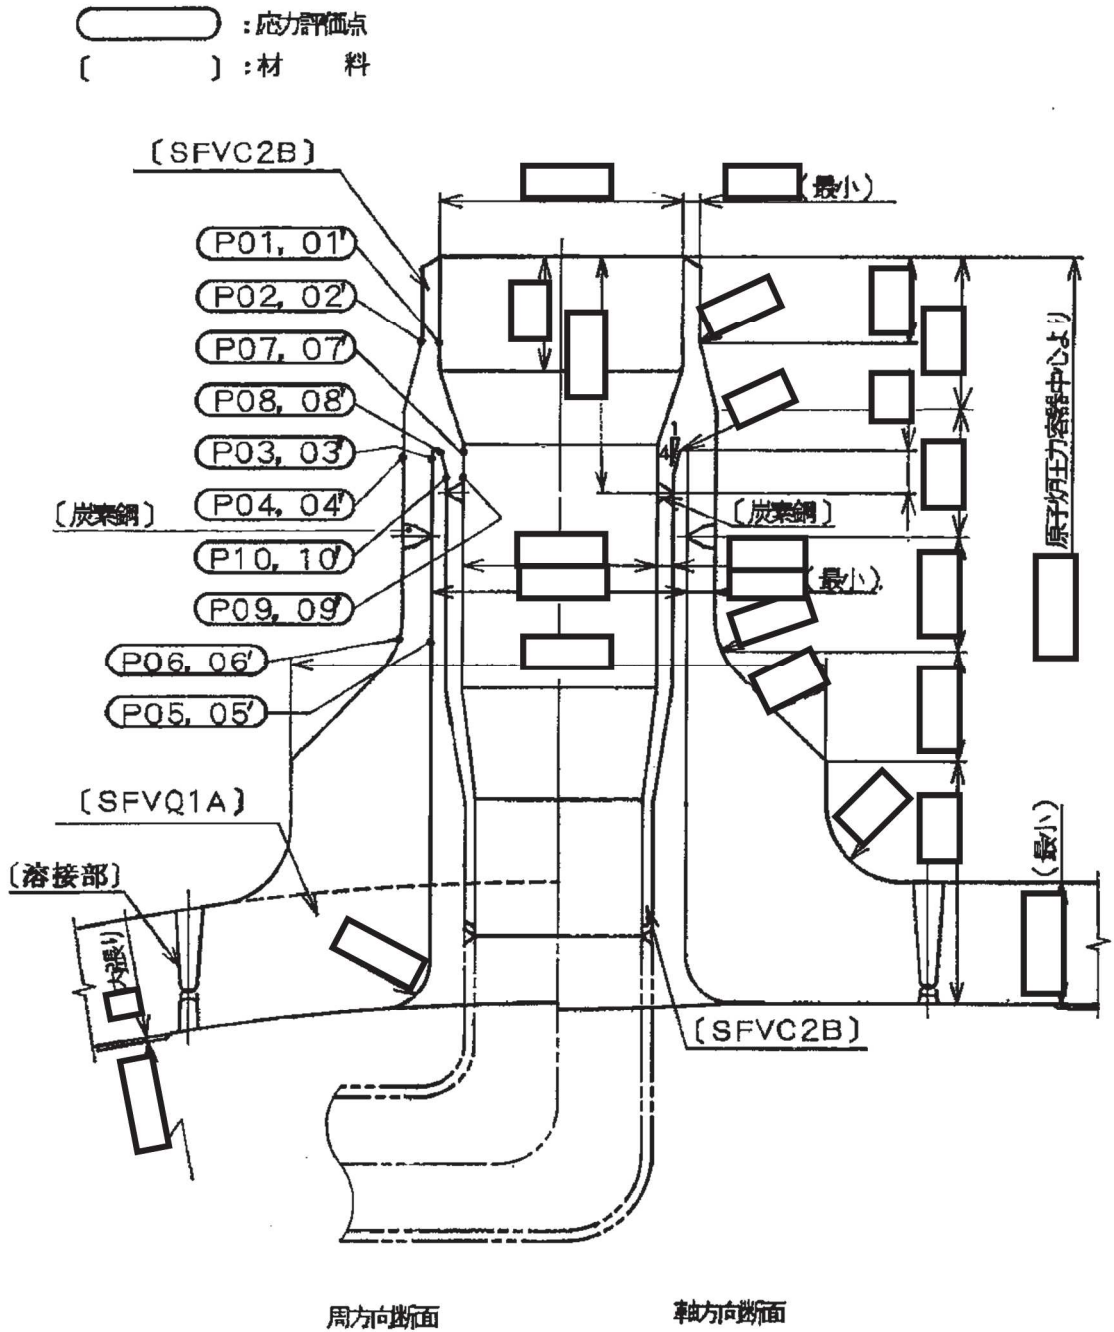 ：応力評価点
〔　　　〕：材　　料
〔SFVC2B〕
（最小）
P01, 01'
P02, 02'
P07, 07'
P08, 08'
P03, 03'
P04, 04'
〔炭素鋼〕
P10, 10'
P09, 09'
P06, 06'
P05, 05'
1
4
〔炭素鋼〕
（最小）
原子炉圧力容器中心より
〔SFVQ1A〕
〔溶接部〕
内張り
（最小）
〔SFVC2B〕
周方向断面
軸方向断面